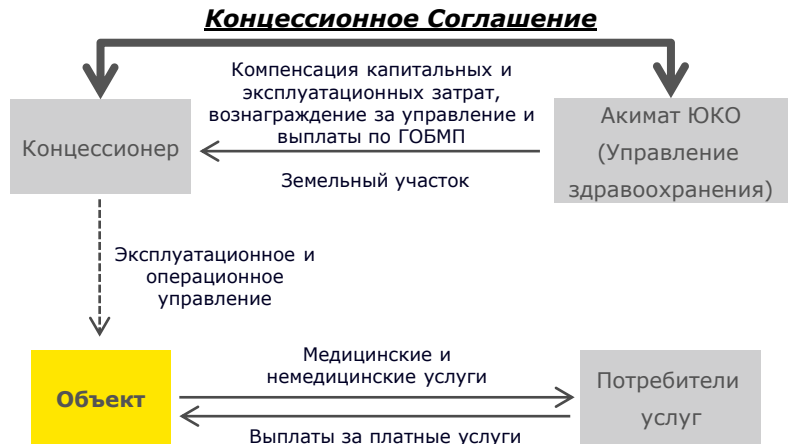 Концессионное Соглашение
Компенсация капитальных и
эксплуатационных затрат,
вознаграждение за управление и
выплаты по ГОБМП
Концессионер
Акимат ЮКО
(Управление
здравоохранения)
Земельный участок
Эксплуатационное и
операционное
управление
Медицинские и
немедицинские услуги
Объект
Потребители
услуг
Выплаты за платные услуги